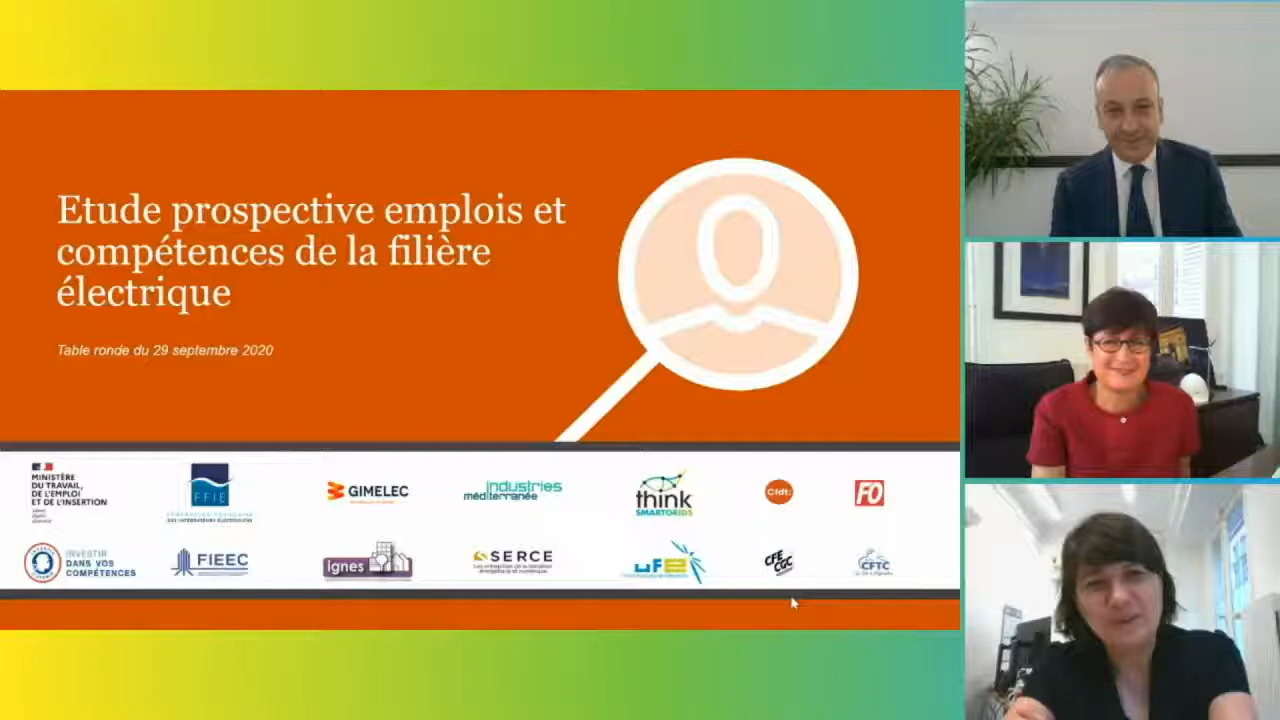 Etude prospective emplois et
compétences de la filière
électrique
Table ronde du 29 septembre 2020
MINISTÈRE
DU TRAVAIL,
DE L'EMPLOI
ET DE L'INSERTION
FFIE
GIMELEC
industries
méditerranée
think
SMARTGRIDS
Cfdt:
FO
INVESTIR
DANS VOS
COMPÉTENCES
FIEEC
Ignes
SERCE
ufe
CFE
CGC
CFTC